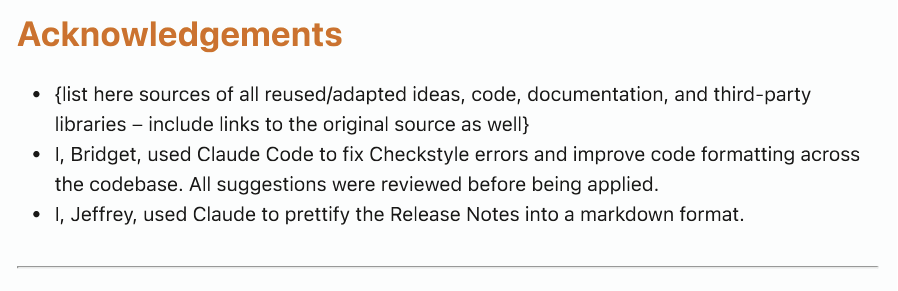 Acknowledgements
• {list here sources of all reused/adapted ideas, code, documentation, and third-party
libraries – include links to the original source as well}
• I, Bridget, used Claude Code to fix Checkstyle errors and improve code formatting across
the codebase. All suggestions were reviewed before being applied.
• I, Jeffrey, used Claude to prettify the Release Notes into a markdown format.